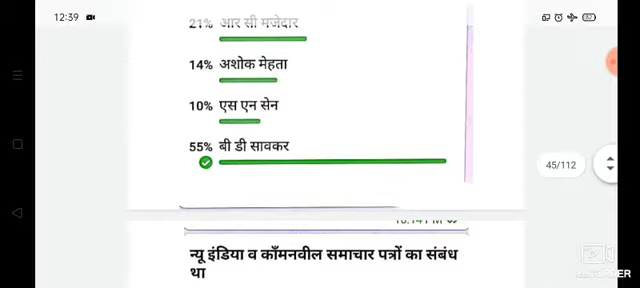 12:39
21% आर सी मजेदार
14% अशोक मेहता
10% एस एन सेन
55% बी डी सावकर
45/112
न्यू इंडिया व कॉमनवील समाचार पत्रों का संबंध
था